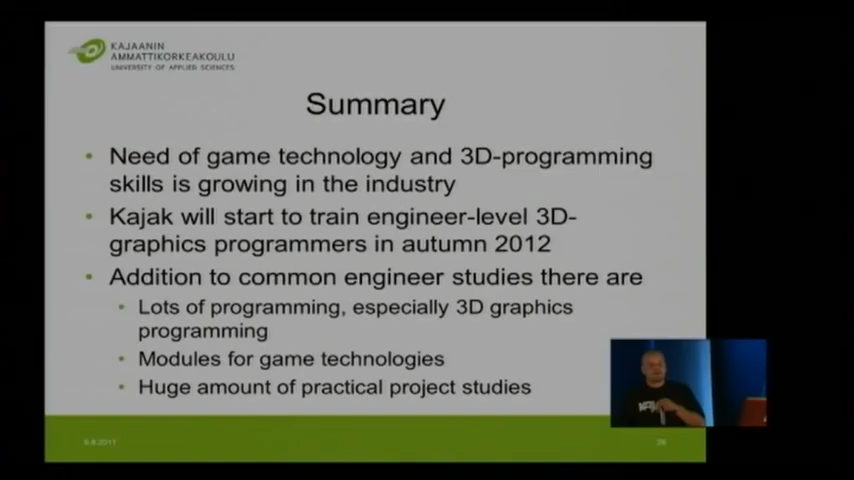 KAJAANIN
AMMATTIKORKEAKOULU
UNIVERSITY OF APPLIED SCIENCES
Summary
• Need of game technology and 3D-programming
skills is growing in the industry
• Kajak will start to train engineer-level 3D-
graphics programmers in autumn 2012
• Addition to common engineer studies there are
• Lots of programming, especially 3D graphics
programming
• Modules for game technologies
• Huge amount of practical project studies